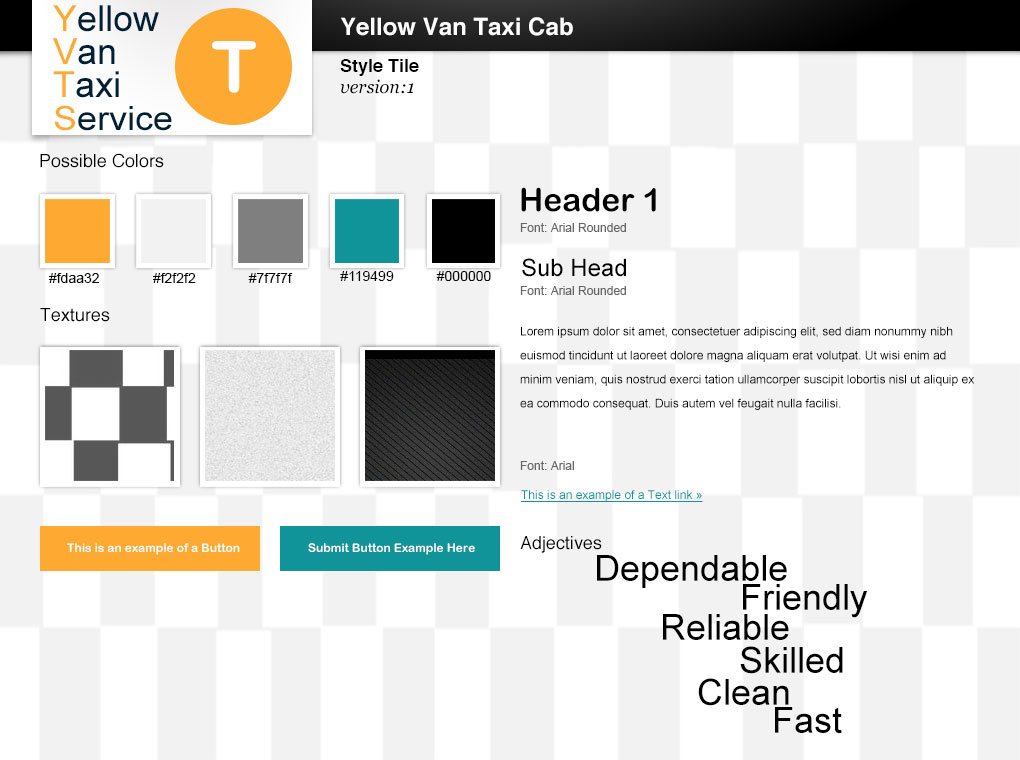 Yellow
Van
Taxi
Service
T
Yellow Van Taxi Cab
Style Tile
version:1
Possible Colors
#fdaa32
#f2f2f2
#7f7f7f
#119499
#000000
Textures
This is an example of a Button
Submit Button Example Here
Header 1
Font: Arial Rounded
Sub Head
Font: Arial Rounded
Lorem ipsum dolor sit amet, consectetuer adipiscing elit, sed diam nonummy nibh
euismod tincidunt ut laoreet dolore magna aliquam erat volutpat. Ut wisi enim ad
minim veniam, quis nostrud exerci tation ullamcorper suscipit lobortis nisl ut aliquip ex
ea commodo consequat. Duis autem vel feugait nulla facilisi.
Font: Arial
This is an example of a Text link »
Adjectives
Dependable
Friendly
Reliable
Skilled
Clean
Fast